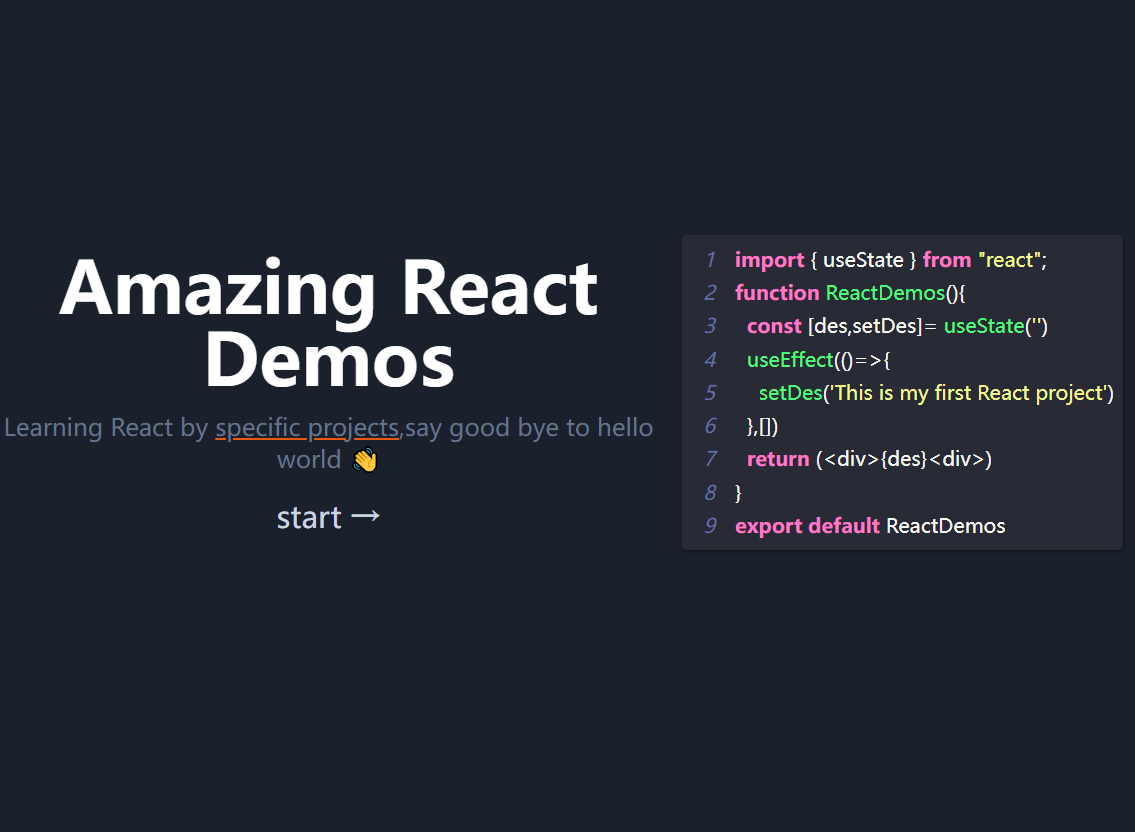 Amazing React
Demos
Learning React by specific projects,say good bye to hello
world 👋
start →
1 import { useState } from "react";
2 function ReactDemos(){
3 const [des,setDes]= useState('')
4 useEffect(()=>{
5 setDes('This is my first React project')
6 },[])
7 return (<div>{des}<div>)
8 }
9 export default ReactDemos